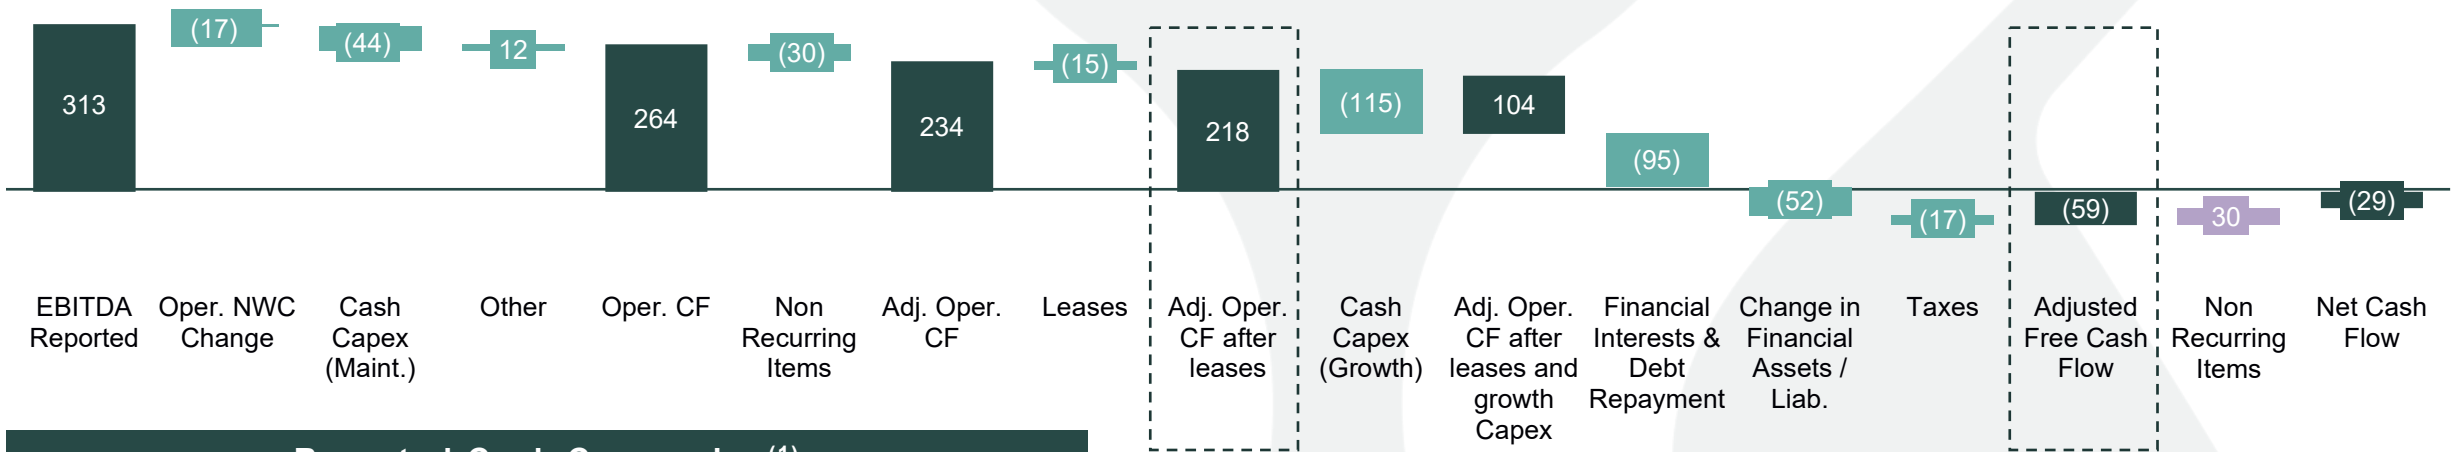 313
(17)
(44)
12
264
(30)
234
(15)
218
(115)
104
(95)
(52)
(17)
(59)
30
(29)
EBITDA
Reported
Oper. NWC
Change
Cash
Capex
(Maint.)
Other
Oper. CF
Non
Recurring
Items
Adj. Oper.
CF
Leases
Adj. Oper.
CF after
leases
Cash
Capex
(Growth)
Adj. Oper.
CF after
leases and
growth
Capex
Financial
Interests &
Debt
Repayment
Change in
Financial
Assets /
Liab.
Taxes
Adjusted
Free Cash
Flow
Non
Recurring
Items
Net Cash
Flow
(1)